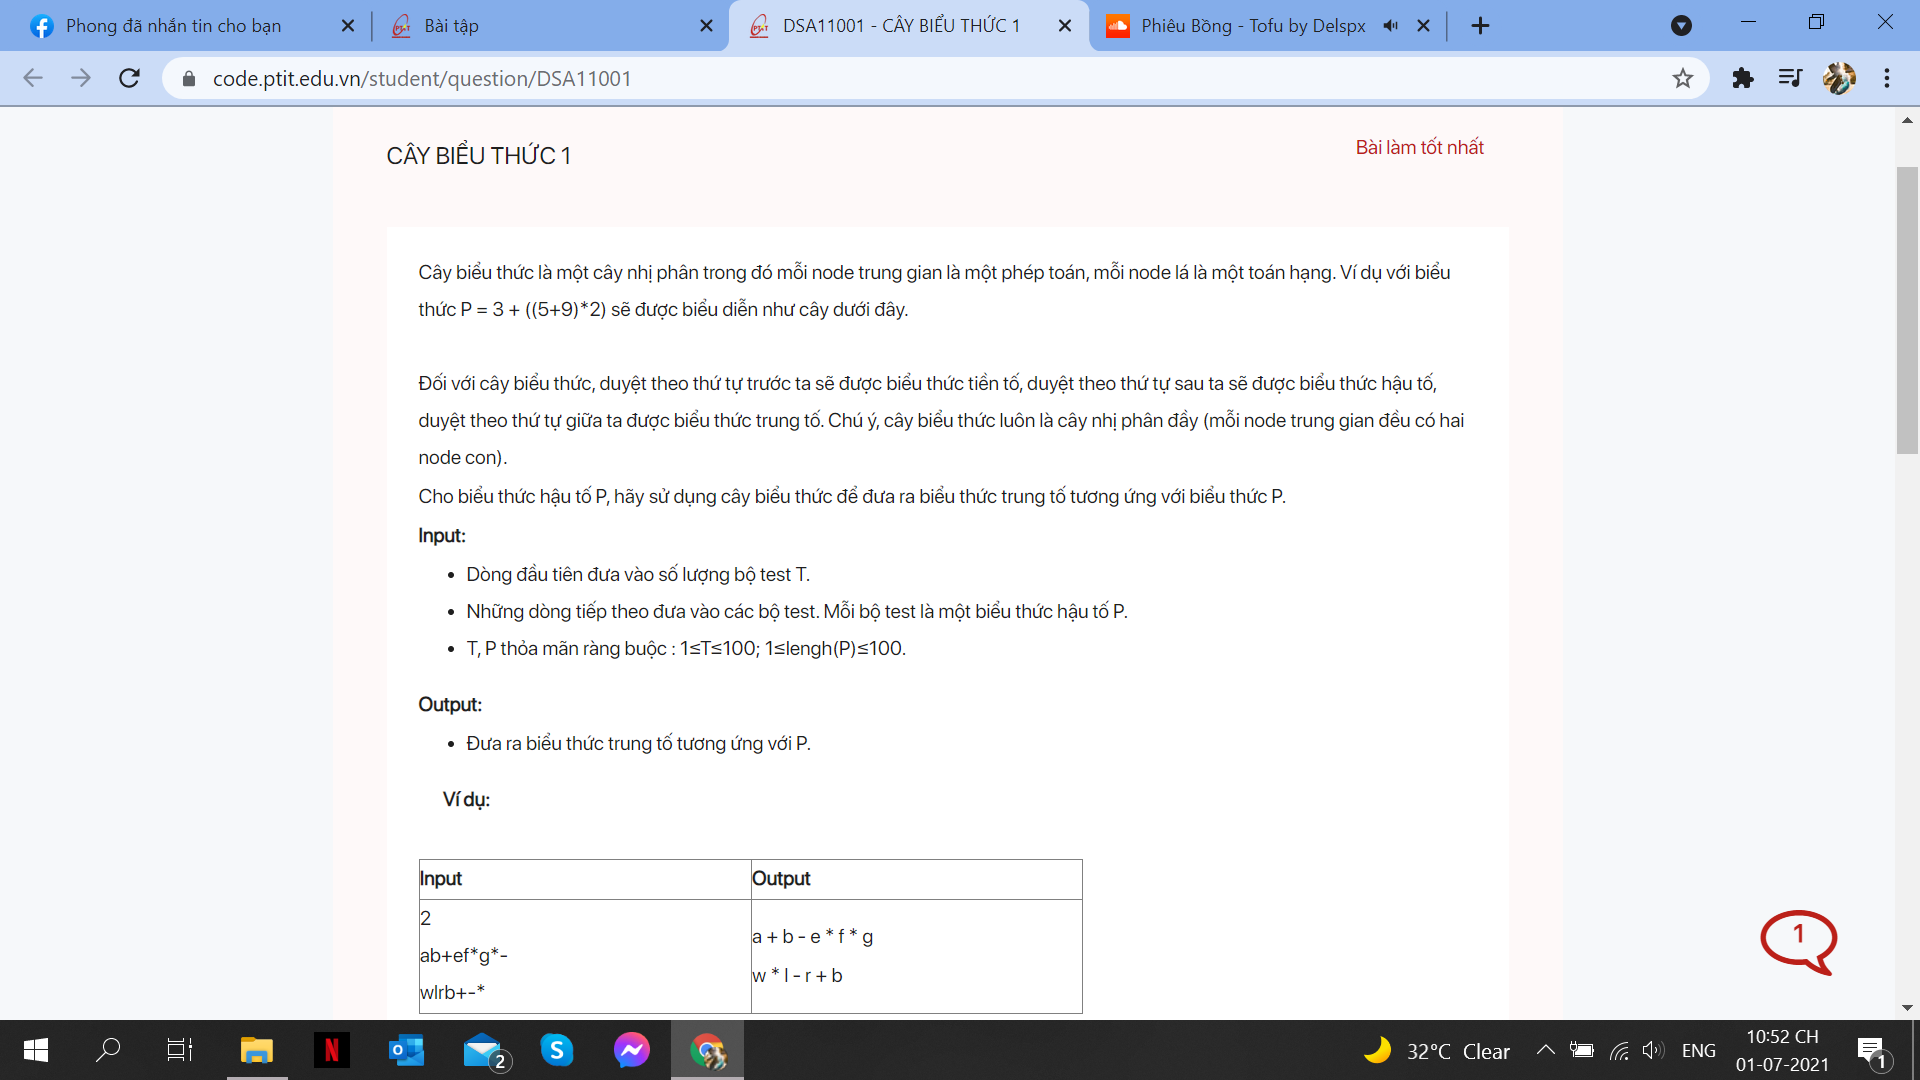 Phong đã nhắn tin cho bạn
Bài tập
DSA11001 - CÂY BIỂU THỨC 1
Phiêu Bồng - Tofu by Delspx
code.ptit.edu.vn/student/question/DSA11001
CÂY BIỂU THỨC 1
Bài làm tốt nhất
Cây biểu thức là một cây nhị phân trong đó mỗi node trung gian là một phép toán, mỗi node lá là một toán hạng. Ví dụ với biểu
thức P = 3 + ((5+9)*2) sẽ được biểu diễn như cây dưới đây.
Đối với cây biểu thức, duyệt theo thứ tự trước ta sẽ được biểu thức tiền tố, duyệt theo thứ tự sau ta sẽ được biểu thức hậu tố,
duyệt theo thứ tự giữa ta được biểu thức trung tố. Chú ý, cây biểu thức luôn là cây nhị phân đầy (mỗi node trung gian đều có hai
node con).
Cho biểu thức hậu tố P, hãy sử dụng cây biểu thức để đưa ra biểu thức trung tố tương ứng với biểu thức P.
Input:
• Dòng đầu tiên đưa vào số lượng bộ test T.
• Những dòng tiếp theo đưa vào các bộ test. Mỗi bộ test là một biểu thức hậu tố P.
• T, P thỏa mãn ràng buộc : 1≤T≤100; 1≤lengh(P)≤100.
Output:
• Đưa ra biểu thức trung tố tương ứng với P.
Ví dụ:
Input
Output
2
ab+ef*g*-
wlrb+-*
a + b - e * f * g
w * l - r + b
1
2
32°C Clear
ENG
10:52 CH
01-07-2021
1